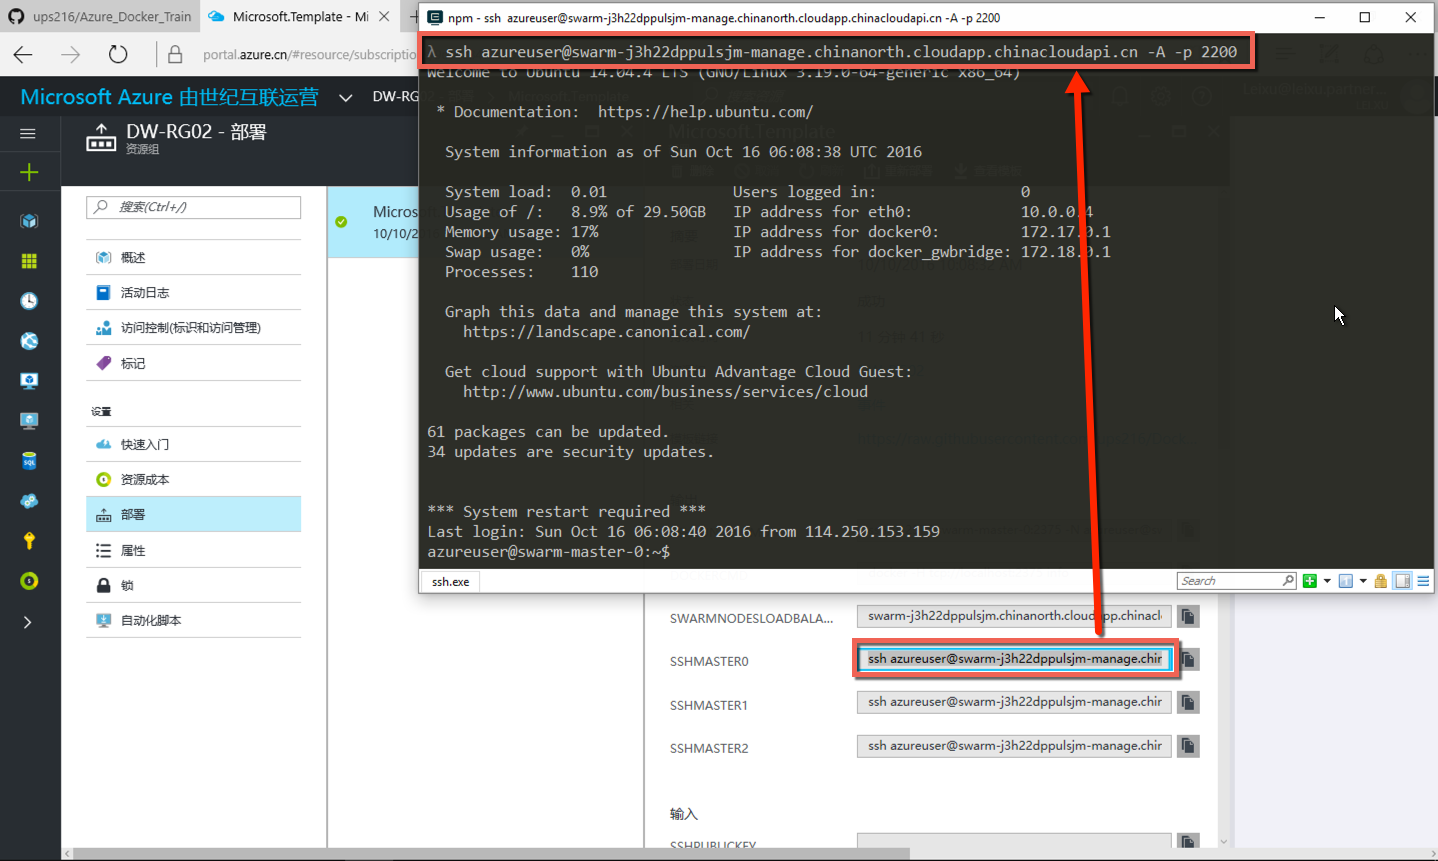 ups216/Azure_Docker_Train
Microsoft.Template - Mi
npm - ssh azureuser@swarm-j3h22dppulsjm-manage.chinanorth.cloudapp.chinacloudapi.cn -A -p 2200
portal.azure.cn/#resource/subscriptio
λ ssh azureuser@swarm-j3h22dppulsjm-manage.chinanorth.cloudapp.chinacloudapi.cn -A -p 2200
Welcome to Ubuntu 14.04.4 LTS (GNU/Linux 3.19.0-64-generic x86_64)
Microsoft Azure 由世纪互联运营
DW-RG
* Documentation: https://help.ubuntu.com/
DW-RG02 - 部署
资源组
Microsoft.Template
System information as of Sun Oct 16 06:08:38 UTC 2016
System load: 0.01 Users logged in: 0
Usage of /: 8.9% of 29.50GB IP address for eth0: 10.0.0.4
Memory usage: 17% IP address for docker0: 172.17.0.1
Swap usage: 0% IP address for docker_gwbridge: 172.18.0.1
Processes: 110
Graph this data and manage this system at:
https://landscape.canonical.com/
Get cloud support with Ubuntu Advantage Cloud Guest:
http://www.ubuntu.com/business/services/cloud
61 packages can be updated.
34 updates are security updates.
*** System restart required ***
Last login: Sun Oct 16 06:08:40 2016 from 114.250.153.159
azureuser@swarm-master-0:~$
ssh.exe
Search
搜索(Ctrl+/)
概述
活动日志
访问控制(标识和访问管理)
标记
设置
快速入门
资源成本
部署
属性
锁
自动化脚本
Micros
10/10/2
SWARMNODESLOADBALA...
swarm-j3h22dppulsjm.chinanorth.cloudapp.chinacl
SSHMASTER0
ssh azureuser@swarm-j3h22dppulsjm-manage.chir
SSHMASTER1
ssh azureuser@swarm-j3h22dppulsjm-manage.chir
SSHMASTER2
ssh azureuser@swarm-j3h22dppulsjm-manage.chir
输入
SSHPUBLICKEY